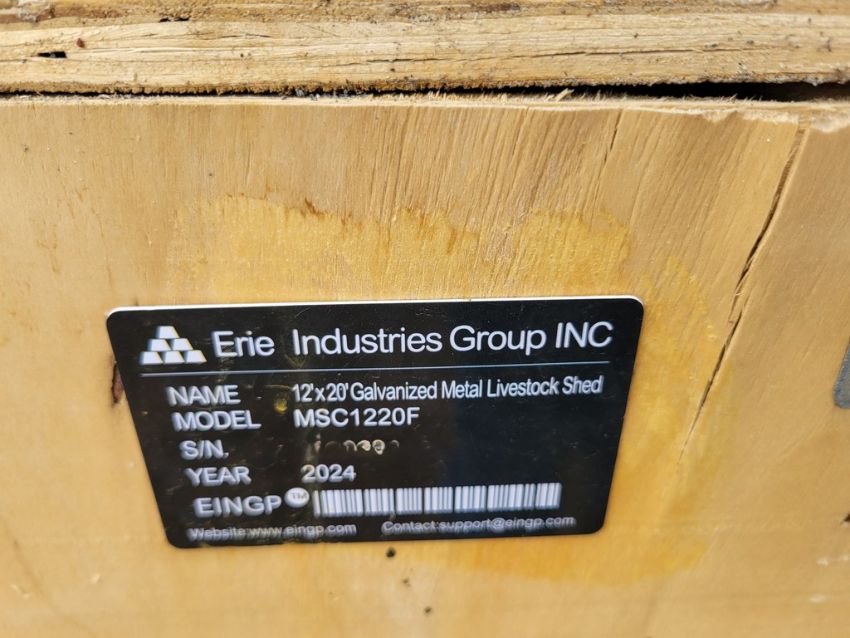 Erie Industries Group INC
NAME 12'x20' Galvanized Metal Livestock Shed
MODEL MSC1220F
S/N.
YEAR 2024
EINGP™
Website:www.eingp.com Contact:support@eingp.com